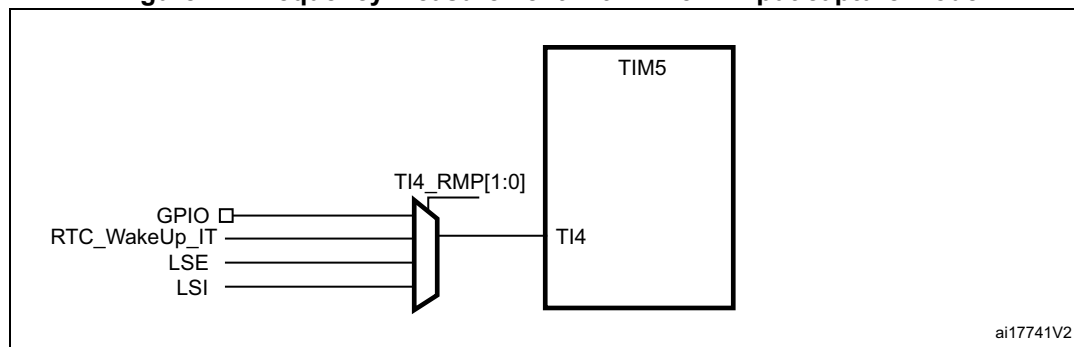 TIM5
TI4_RMP[1:0]
GPIO
RTC_WakeUp_IT
TI4
LSE
LSI
ai17741V2